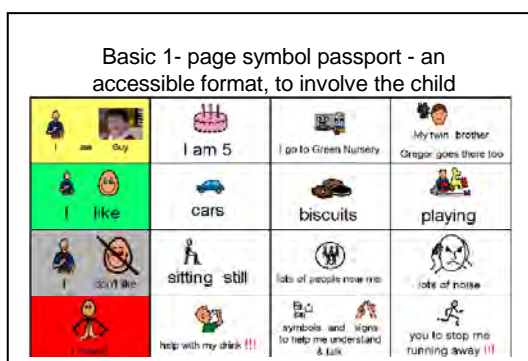 Basic 1- page symbol passport - an
accessible format, to involve the child
I am Guy
I am 5
I go to Green Nursery
My twin brother
Gregor goes there too
I like
cars
biscuits
playing
I don't like
sitting still
lots of people near me
lots of noise
I need
help with my drink !!!
symbols and signs
to help me understand
& talk
you to stop me
running away !!!